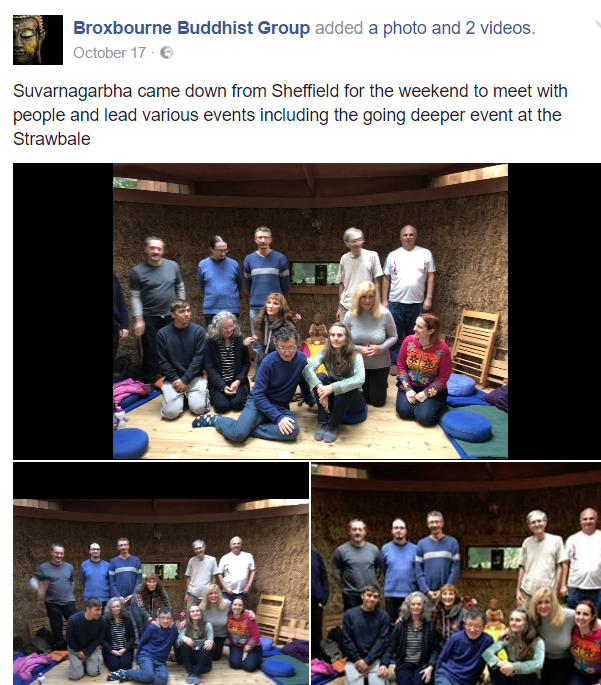 Broxbourne Buddhist Group added a photo and 2 videos.
October 17 ·
Suvarnagarbha came down from Sheffield for the weekend to meet with
people and lead various events including the going deeper event at the
Strawbale